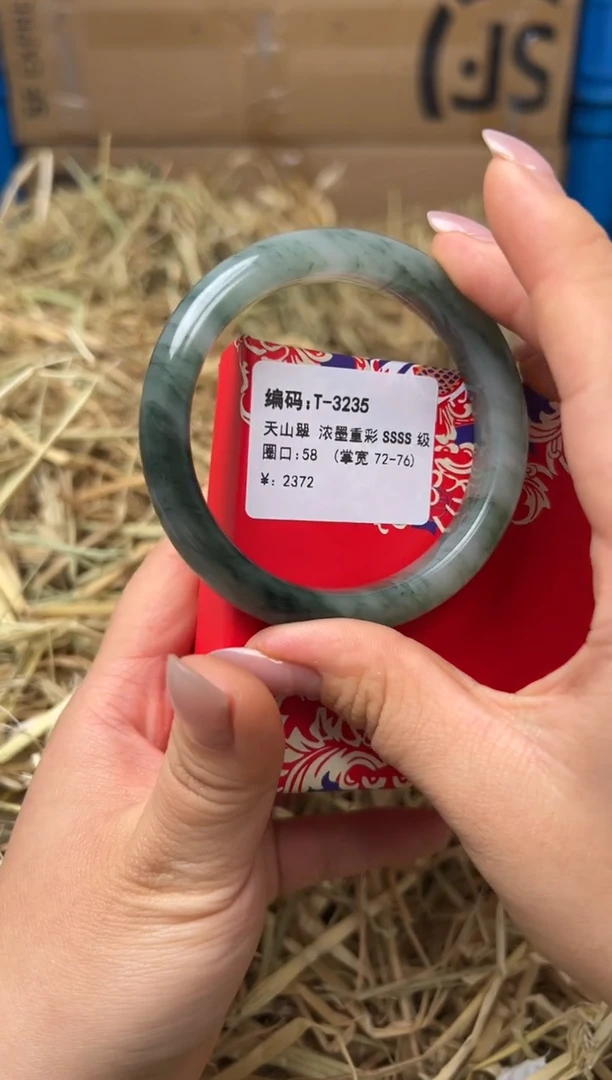 SF
编码:T-3235
天山翠 浓墨重彩 SSSS 级
圈口:58 (掌宽 72-76)
¥: 2372